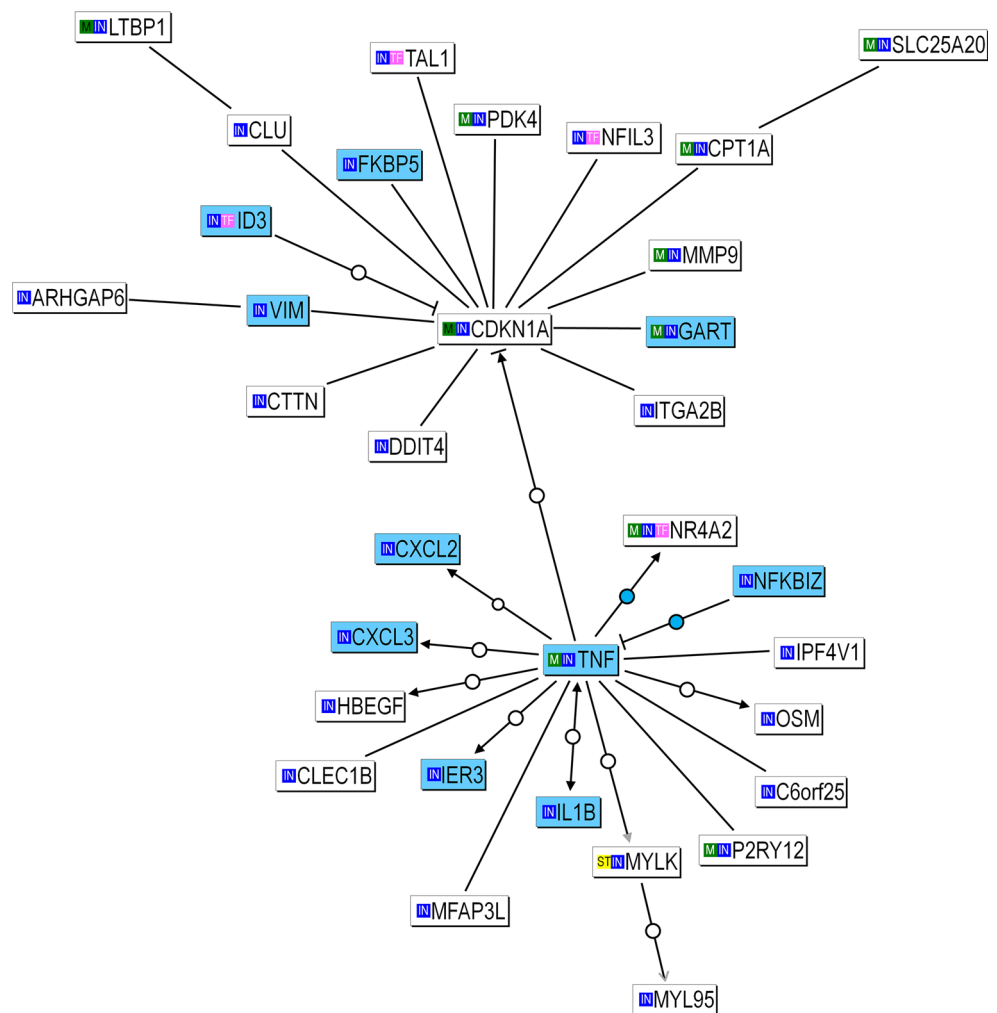 M IN LTBP1
IN TF TAL1
M IN SLC25A20
M IN PDK4
IN CLU
IN TF NFIL3
M IN CPT1A
IN FKBP5
IN TF ID3
M IN MMP9
IN ARHGAP6
IN VIM
M IN CDKN1A
M IN GART
IN CTTN
IN ITGA2B
IN DDIT4
M IN TF NR4A2
IN CXCL2
IN NFKBIZ
IN CXCL3
M IN TNF
IN IPF4V1
IN HBEGF
IN OSM
IN CLEC1B
IN IER3
IN IL1B
IN C6orf25
M IN P2RY12
ST IN MYLK
IN MFAP3L
IN MYL95